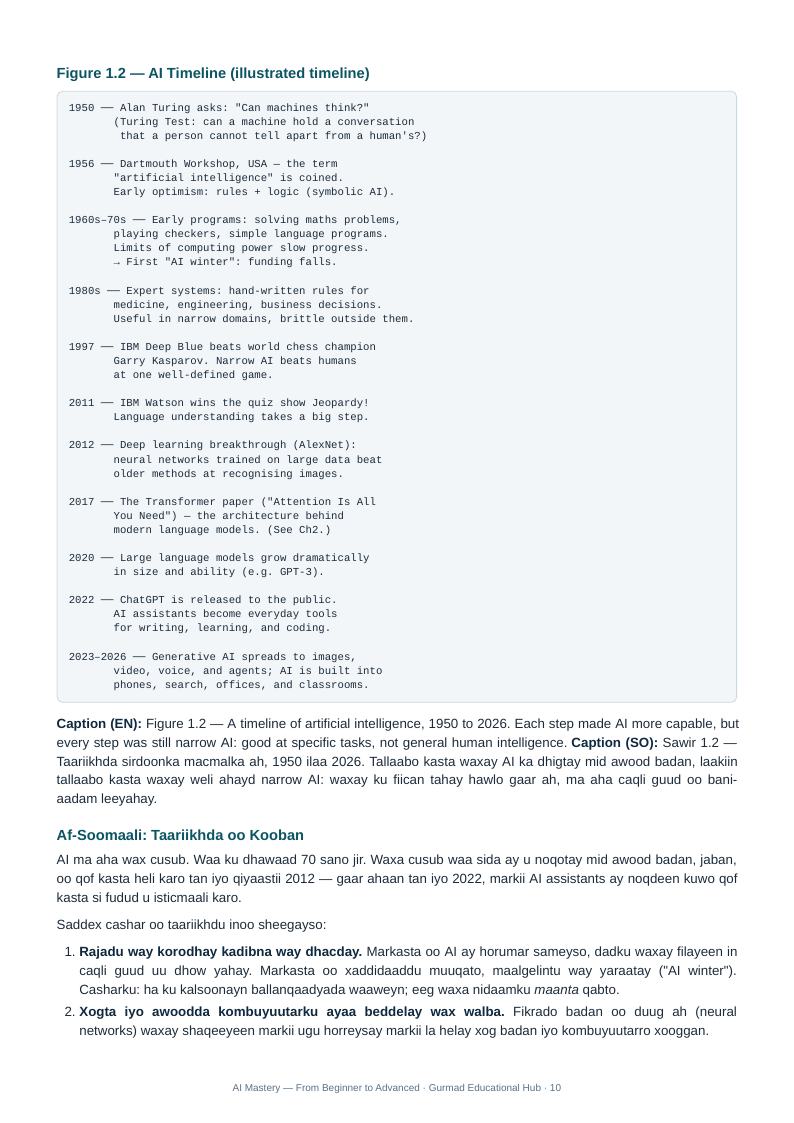 Figure 1.2 — AI Timeline (illustrated timeline)
1950 –– Alan Turing asks: "Can machines think?"
(Turing Test: can a machine hold a conversation
that a person cannot tell apart from a human's?)
1956 –– Dartmouth Workshop, USA — the term
"artificial intelligence" is coined.
Early optimism: rules + logic (symbolic AI).
1960s–70s –– Early programs: solving maths problems,
playing checkers, simple language programs.
Limits of computing power slow progress.
→ First "AI winter": funding falls.
1980s –– Expert systems: hand-written rules for
medicine, engineering, business decisions.
Useful in narrow domains, brittle outside them.
1997 –– IBM Deep Blue beats world chess champion
Garry Kasparov. Narrow AI beats humans
at one well-defined game.
2011 –– IBM Watson wins the quiz show Jeopardy!
Language understanding takes a big step.
2012 –– Deep learning breakthrough (AlexNet):
neural networks trained on large data beat
older methods at recognising images.
2017 –– The Transformer paper ("Attention Is All
You Need") — the architecture behind
modern language models. (See Ch2.)
2020 –– Large language models grow dramatically
in size and ability (e.g. GPT-3).
2022 –– ChatGPT is released to the public.
AI assistants become everyday tools
for writing, learning, and coding.
2023–2026 –– Generative AI spreads to images,
video, voice, and agents; AI is built into
phones, search, offices, and classrooms.
Caption (EN): Figure 1.2 — A timeline of artificial intelligence, 1950 to 2026. Each step made AI more capable, but
every step was still narrow AI: good at specific tasks, not general human intelligence. Caption (SO): Sawir 1.2 —
Taariikhda sirdoonka macmalka ah, 1950 ilaa 2026. Tallaabo kasta waxay AI ka dhigtay mid awood badan, laakiin
tallaabo kasta waxay weli ahayd narrow AI: waxay ku fiican tahay hawlo gaar ah, ma aha caqli guud oo bani-
aadam leeyahay.
Af-Soomaali: Taariikhda oo Kooban
AI ma aha wax cusub. Waa ku dhawaad 70 sano jir. Waxa cusub waa sida ay u noqotay mid awood badan, jaban,
oo qof kasta heli karo tan iyo qiyaastii 2012 — gaar ahaan tan iyo 2022, markii AI assistants ay noqdeen kuwo qof
kasta si fudud u isticmaali karo.
Saddex cashar oo taariikhdu inoo sheegayso:
1. Rajadu way korodhay kadibna way dhacday. Markasta oo AI ay horumar sameyso, dadku waxay filayeen in
caqli guud uu dhow yahay. Markasta oo xaddidaaddu muuqato, maalgelintu way yaraatay ("AI winter").
Casharku: ha ku kalsoonayn ballanqaadyada waaweyn; eeg waxa nidaamku maanta qabto.
2. Xogta iyo awoodda kombuyuutarku ayaa beddelay wax walba. Fikrado badan oo duug ah (neural
networks) waxay shaqeeyeen markii ugu horreysay markii la helay xog badan iyo kombuyuutarro xooggan.
AI Mastery — From Beginner to Advanced · Gurmad Educational Hub · 10